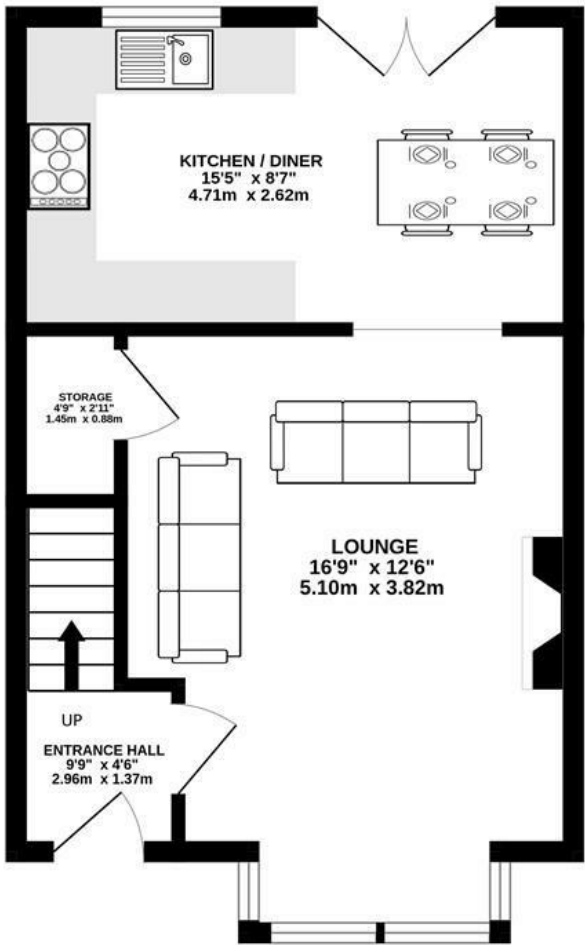 KITCHEN / DINER
15'5" x 8'7"
4.71m x 2.62m
STORAGE
4'9" x 2'11"
1.45m x 0.88m
LOUNGE
16'9" x 12'6"
5.10m x 3.82m
UP
ENTRANCE HALL
9'9" x 4'6"
2.96m x 1.37m